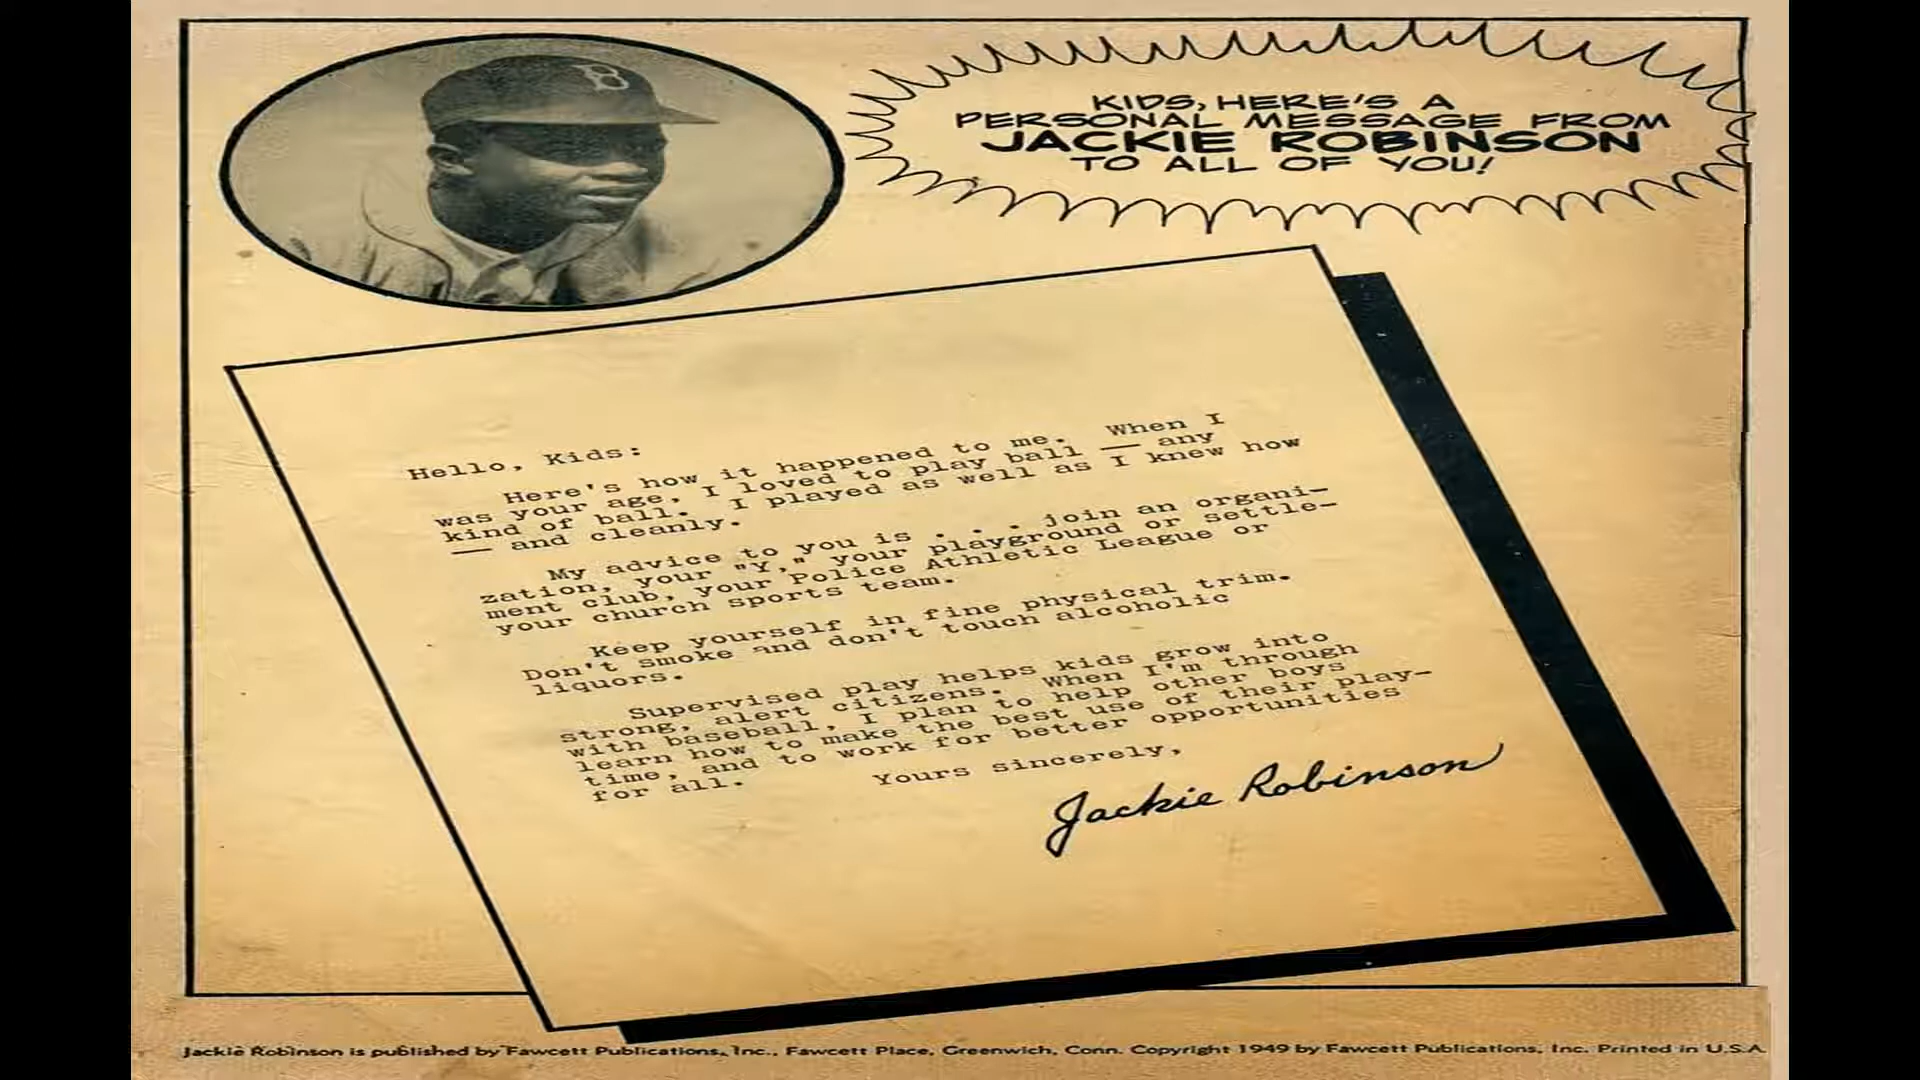 B
KIDS, HERE'S A
PERSONAL MESSAGE FROM
JACKIE ROBINSON
TO ALL OF YOU!
Hello, Kids:
Here's how it happened to me. When I
was your age, I loved to play ball — any
kind of ball. I played as well as I knew how
— and cleanly.
My advice to you is . . . join an organi-
zation, your "Y," your playground or settle-
ment club, your Police Athletic League or
your church sports team.
Keep yourself in fine physical trim.
Don't smoke and don't touch alcoholic
liquors.
Supervised play helps kids grow into
strong, alert citizens. When I'm through
with baseball, I plan to help other boys
learn how to make the best use of their play-
time, and to work for better opportunities
for all.
Yours sincerely,
Jackie Robinson
Jackie Robinson is published by Fawcett Publications, Inc., Fawcett Place, Greenwich, Conn. Copyright 1949 by Fawcett Publications, Inc. Printed in U.S.A.